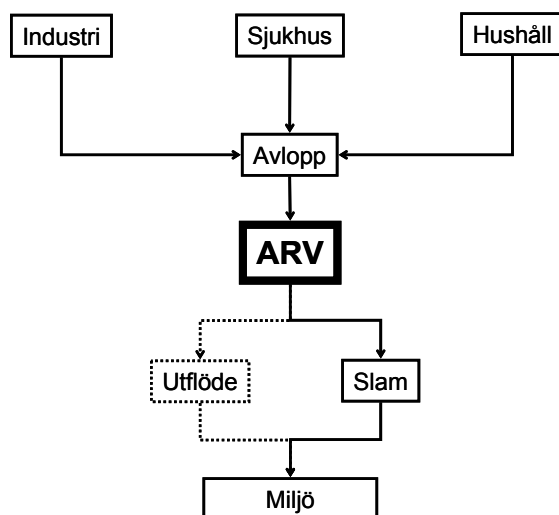 Industri
Sjukhus
Hushåll
Avlopp
ARV
Utflöde
Slam
Miljö